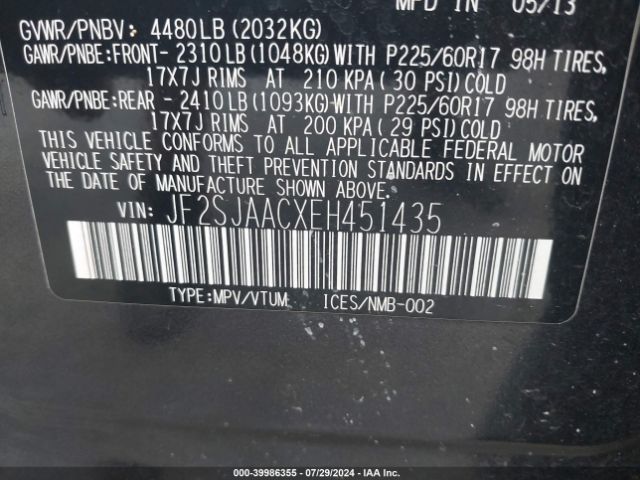 MPD IN 05/13
GVWR/PNBV: 4480LB (2032KG)
GAWR/PNBE:FRONT- 2310LB(1048KG)WITH P225/60R17 98H TIRES,
17X7J RIMS AT 210 KPA(30 PSI)COLD
GAWR/PNBE:REAR - 2410LB(1093KG)WITH P225/60R17 98H TIRES,
17X7J RIMS AT 200 KPA(29 PSI)COLD
THIS VEHICLE CONFORMS TO ALL APPLICABLE FEDERAL MOTOR
VEHICLE SAFETY AND THEFT PREVENTION STANDARDS IN EFFECT ON
THE DATE OF MANUFACTURE SHOWN ABOVE.
VIN: JF2SJAACXEH451435
TYPE:MPV/VTUM ICES/NMB-002
000-39986355 - 07/29/2024 - IAA Inc.